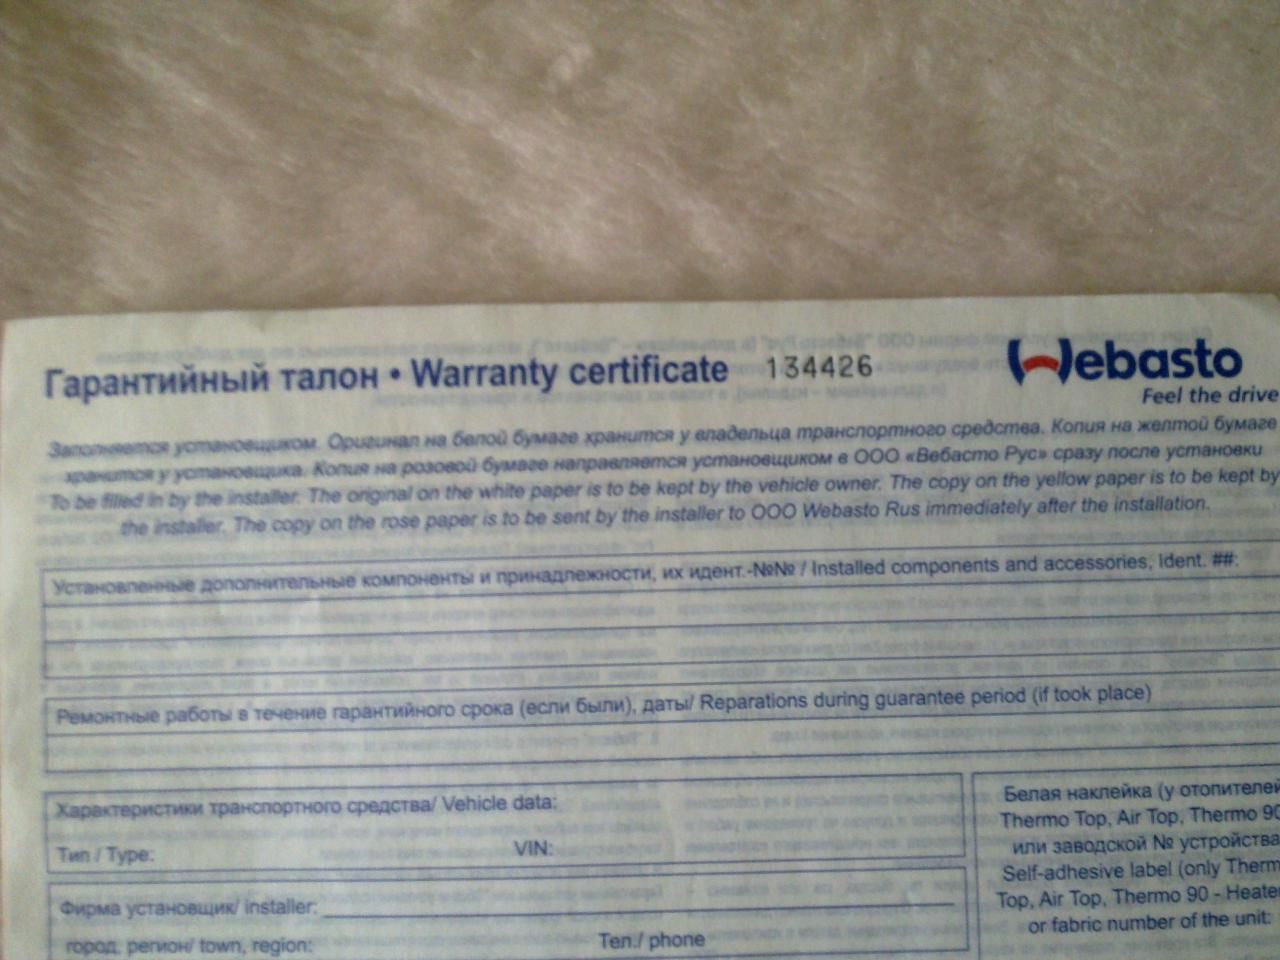 Гарантийный талон • Warranty certificate 134426
Webasto
Feel the drive
Заполняется установщиком. Оригинал на белой бумаге хранится у владельца транспортного средства. Копия на желтой бумаге
хранится у установщика. Копия на розовой бумаге направляется установщиком в ООО «Вебасто Рус» сразу после установки
To be filled in by the installer. The original on the white paper is to be kept by the vehicle owner. The copy on the yellow paper is to be kept by
the installer. The copy on the rose paper is to be sent by the installer to OOO Webasto Rus immediately after the installation.
Установленные дополнительные компоненты и принадлежности, их идент.-№№ / Installed components and accessories, Ident. ##:
Ремонтные работы в течение гарантийного срока (если были), даты/ Reparations during guarantee period (if took place)
Характеристики транспортного средства/ Vehicle data:
Тип / Type: VIN:
Фирма установщик/ installer:
город, регион/ town, region: Тел./ phone
Белая наклейка (у отопителей
Thermo Top, Air Top, Thermo 90
или заводской № устройства
Self-adhesive label (only Therm
Top, Air Top, Thermo 90 - Heate
or fabric number of the unit: